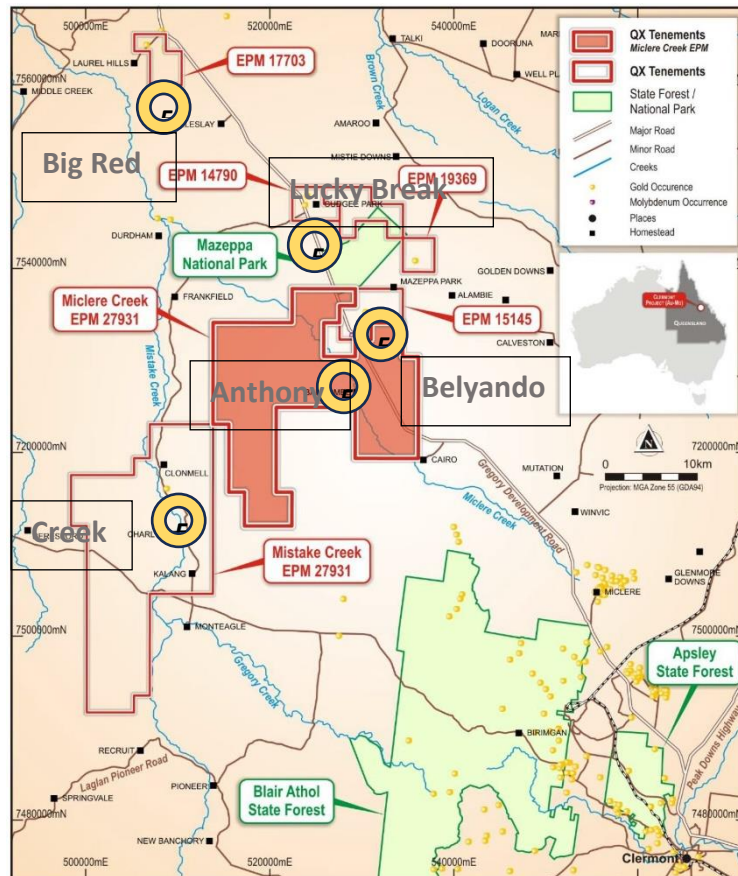 500000mE
520000mE
TALKI
DOORUNA
LAUREL HILLS
EPM 17703
7560000mN
MIDDLE CREEK
WELL
Brown Creek
Logan Creek
AMAROO
MISTIE DOWNS
Big Red
EPM 14790
Lucky Break
EPM 19369
DURDHAM
Mazeppa
National Park
7540000mN
MAZEPPA PARK
GOLDEN DOWNS
ALAMBIE
FRANKFIELD
Miclere Creek
EPM 27931
EPM 15145
CALVESTON
Mistake Creek
Anthony
Belyando
7200000mN
7200000mN
CAIRO
MUTATION
CLONMELL
Gregory Development Road
Miclere Creek
WINVIC
Creek
KALANG
Mistake Creek
EPM 27931
GLENMORE
DOWNS
MICLERE
7500000mN
MONTEAGLE
7500000mN
Gregory Creek
Apsley
State Forest
RECRUIT
BIRIMGAN
Peak Downs Highway
Laglan Pioneer Road
PIONEER
SPRINGVALE
Blair Athol
State Forest
7480000mN
7480000mN
NEW BANCHORY
Clermont
500000mE
520000mE
540000mE
QX Tenements
Miclere Creek EPM
QX Tenements
State Forest /
National Park
Major Road
Minor Road
Creeks
Gold Occurence
Molybdenum Occurrence
Places
Homestead
CLERMONT
PROJECT (Au-Mo)
QUEENSLAND
N
0
10km
Projection: MGA Zone 55 (GDA94)